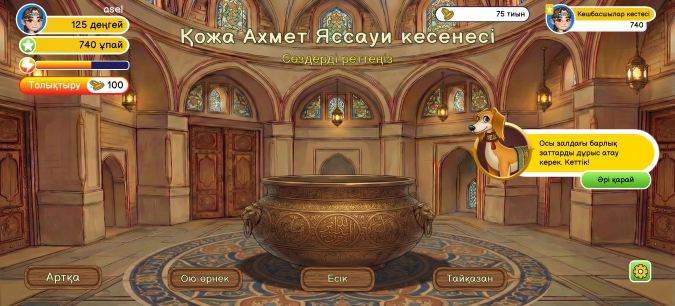 asel
125 деңгей
740 ұпай
Толықтыру 100
75 тиын
Көшбасшылар кестесі
740
Қожа Ахмет Яссауи кесенесі
Сөздерді реттеңіз
Осы залдағы барлық
заттарды дұрыс атау
керек. Кеттік!
Әрі қарай
Артқа
Ою-өрнек
Есік
Тайқазан